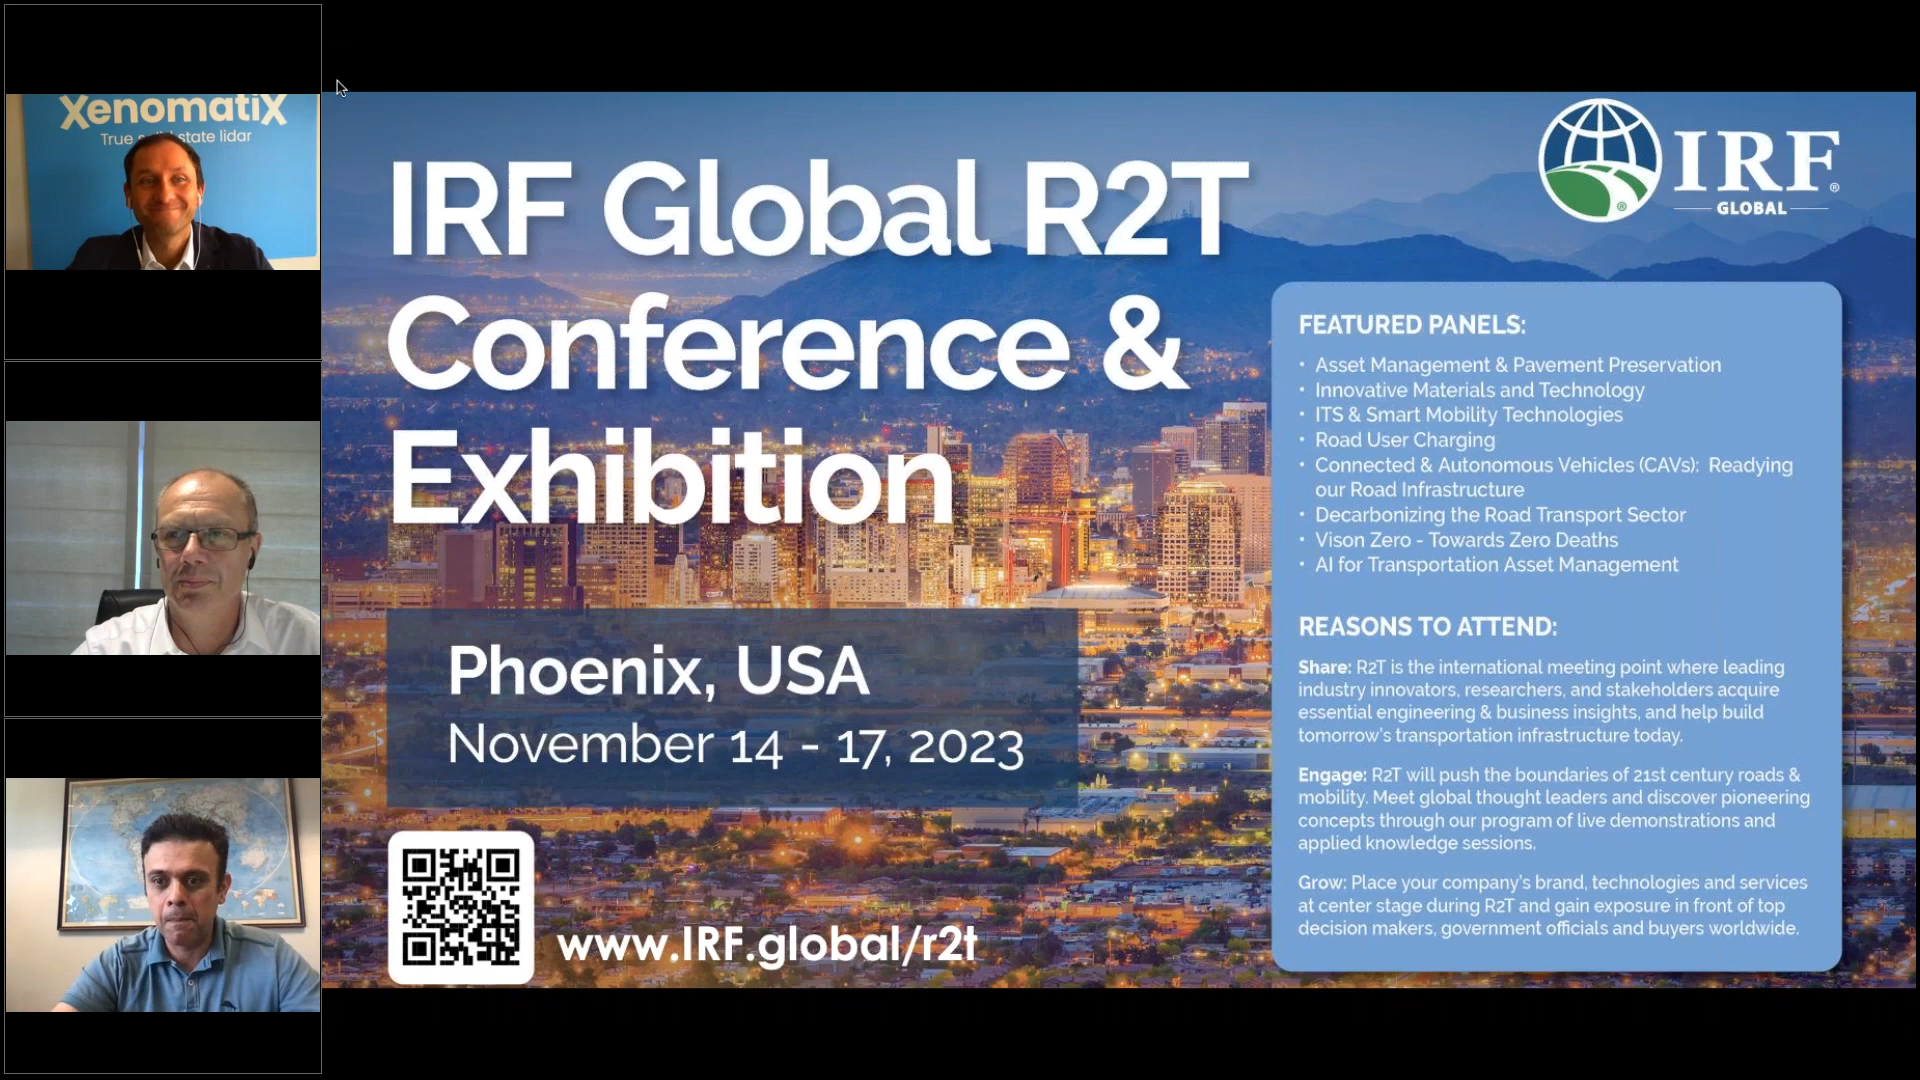 XenomatiX
True solid state lidar
IRF Global R2T
Conference &
Exhibition
Phoenix, USA
November 14 - 17, 2023
www.IRF.global/r2t
IRF®
GLOBAL
®
FEATURED PANELS:
• Asset Management & Pavement Preservation
• Innovative Materials and Technology
• ITS & Smart Mobility Technologies
• Road User Charging
• Connected & Autonomous Vehicles (CAVs): Readying
our Road Infrastructure
• Decarbonizing the Road Transport Sector
• Vison Zero - Towards Zero Deaths
• AI for Transportation Asset Management
REASONS TO ATTEND:
Share: R2T is the international meeting point where leading
industry innovators, researchers, and stakeholders acquire
essential engineering & business insights, and help build
tomorrow's transportation infrastructure today.
Engage: R2T will push the boundaries of 21st century roads &
mobility. Meet global thought leaders and discover pioneering
concepts through our program of live demonstrations and
applied knowledge sessions.
Grow: Place your company's brand, technologies and services
at center stage during R2T and gain exposure in front of top
decision makers, government officials and buyers worldwide.